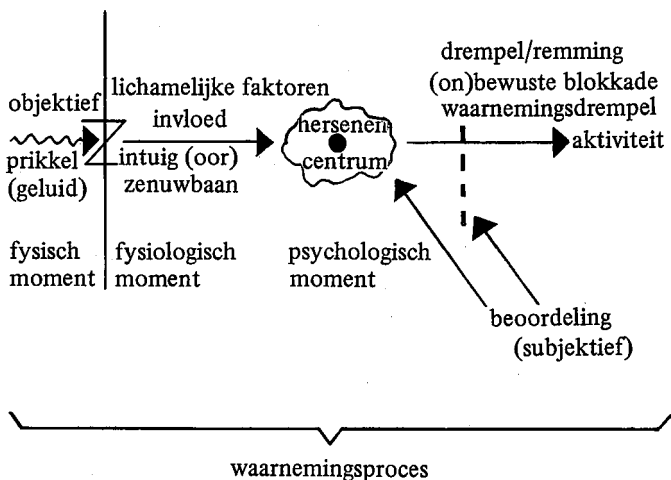 drempel/remming
(on)bewuste blokkade
waarnemingsdrempel
aktiviteit
objektief
prikkel
(geluid)
lichamelijke faktoren
invloed
intuig (oor)
zenuwbaan
hersenen
centrum
fysisch
moment
fysiologisch
moment
psychologisch
moment
beoordeling
(subjektief)
waarnemingsproces